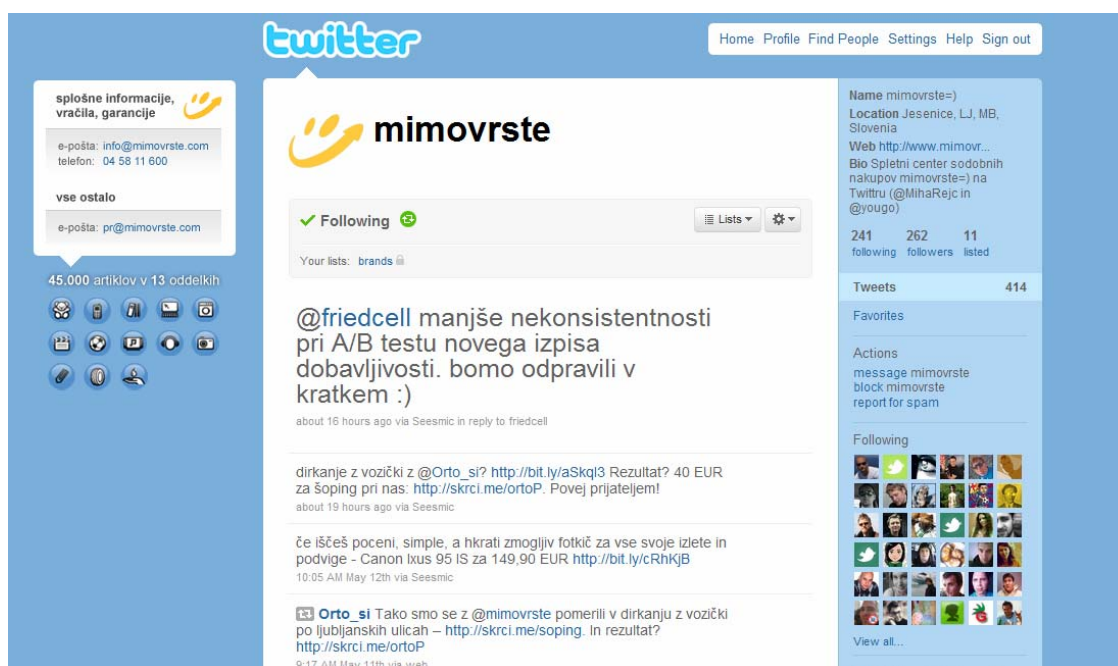 twitter
Home Profile Find People Settings Help Sign out
splošne informacije,
vračila, garancije
e-pošta: info@mimovrste.com
telefon: 04 58 11 600
vse ostalo
e-pošta: pr@mimovrste.com
45.000 artiklov v 13 oddelkih
mimovrste
Following
Lists
Your lists: brands
@friedcell manjše nekonsistentnosti
pri A/B testu novega izpisa
dobavljivosti. bomo odpravili v
kratkem :)
about 16 hours ago via Seesmic in reply to friedcell
dirkanje z vozički z @Orto_si? http://bit.ly/aSkql3 Rezultat? 40 EUR
za šoping pri nas: http://skrci.me/ortoP. Povej prijateljem!
about 19 hours ago via Seesmic
če iščeš poceni, simple, a hkrati zmogljiv fotkič za vse svoje izlete in
podvige - Canon Ixus 95 IS za 149,90 EUR http://bit.ly/cRhKjB
10:05 AM May 12th via Seesmic
Orto_si Tako smo se z @mimovrste pomerili v dirkanju z vozički
po ljubljanskih ulicah – http://skrci.me/soping. In rezultat?
http://skrci.me/ortoP
9:17 AM May 11th via web
Name mimovrste=)
Location Jesenice, LJ, MB,
Slovenia
Web http://www.mimovr...
Bio Spletni center sodobnih
nakupov mimovrste=) na
Twittru (@MihaRejc in
@yougo)
241 262 11
following followers listed
Tweets 414
Favorites
Actions
message mimovrste
block mimovrste
report for spam
Following
View all...